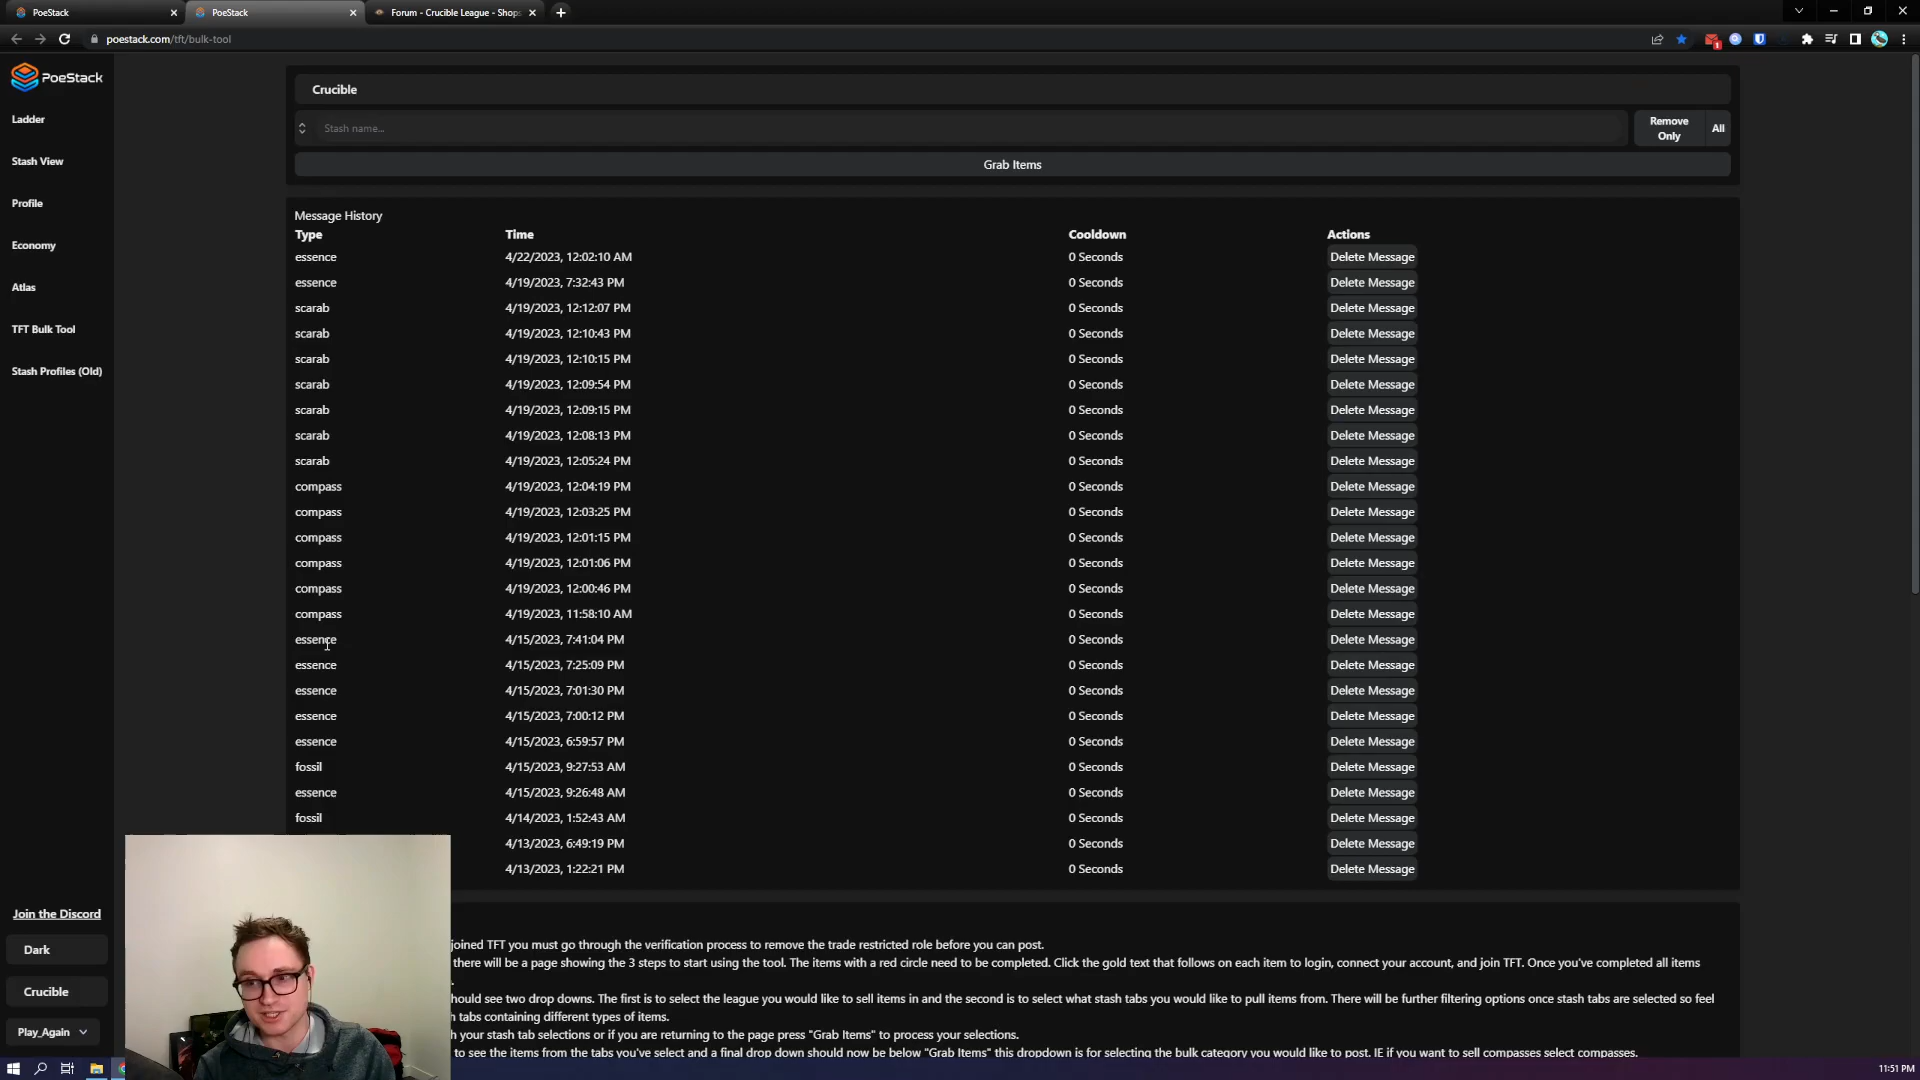 PoeStack
PoeStack
Forum - Crucible League - Shops
poestack.com/tft/bulk-tool
1
PoeStack
Ladder
Stash View
Profile
Economy
Atlas
TFT Bulk Tool
Stash Profiles (Old)
Crucible
Stash name...
Remove Only
All
Grab Items
Message History
Type Time Cooldown Actions
essence 4/22/2023, 12:02:10 AM 0 Seconds Delete Message
essence 4/19/2023, 7:32:43 PM 0 Seconds Delete Message
scarab 4/19/2023, 12:12:07 PM 0 Seconds Delete Message
scarab 4/19/2023, 12:10:43 PM 0 Seconds Delete Message
scarab 4/19/2023, 12:10:15 PM 0 Seconds Delete Message
scarab 4/19/2023, 12:09:54 PM 0 Seconds Delete Message
scarab 4/19/2023, 12:09:15 PM 0 Seconds Delete Message
scarab 4/19/2023, 12:08:13 PM 0 Seconds Delete Message
scarab 4/19/2023, 12:05:24 PM 0 Seconds Delete Message
compass 4/19/2023, 12:04:19 PM 0 Seconds Delete Message
compass 4/19/2023, 12:03:25 PM 0 Seconds Delete Message
compass 4/19/2023, 12:01:15 PM 0 Seconds Delete Message
compass 4/19/2023, 12:01:06 PM 0 Seconds Delete Message
compass 4/19/2023, 12:00:46 PM 0 Seconds Delete Message
compass 4/19/2023, 11:58:10 AM 0 Seconds Delete Message
essence 4/15/2023, 7:41:04 PM 0 Seconds Delete Message
essence 4/15/2023, 7:25:09 PM 0 Seconds Delete Message
essence 4/15/2023, 7:01:30 PM 0 Seconds Delete Message
essence 4/15/2023, 7:00:12 PM 0 Seconds Delete Message
essence 4/15/2023, 6:59:57 PM 0 Seconds Delete Message
fossil 4/15/2023, 9:27:53 AM 0 Seconds Delete Message
essence 4/15/2023, 9:26:48 AM 0 Seconds Delete Message
fossil 4/14/2023, 1:52:43 AM 0 Seconds Delete Message
4/13/2023, 6:49:19 PM 0 Seconds Delete Message
4/13/2023, 1:22:21 PM 0 Seconds Delete Message
joined TFT you must go through the verification process to remove the trade restricted role before you can post.
there will be a page showing the 3 steps to start using the tool. The items with a red circle need to be completed. Click the gold text that follows on each item to login, connect your account, and join TFT. Once you've completed all items
.
hould see two drop downs. The first is to select the league you would like to sell items in and the second is to select what stash tabs you would like to pull items from. There will be further filtering options once stash tabs are selected so feel
h tabs containing different types of items.
h your stash tab selections or if you are returning to the page press "Grab Items" to process your selections.
to see the items from the tabs you've select and a final drop down should now be below "Grab Items" this dropdown is for selecting the bulk category you would like to post. IE if you want to sell compasses select compasses.
Join the Discord
Dark
Crucible
Play_Again
11:51 PM